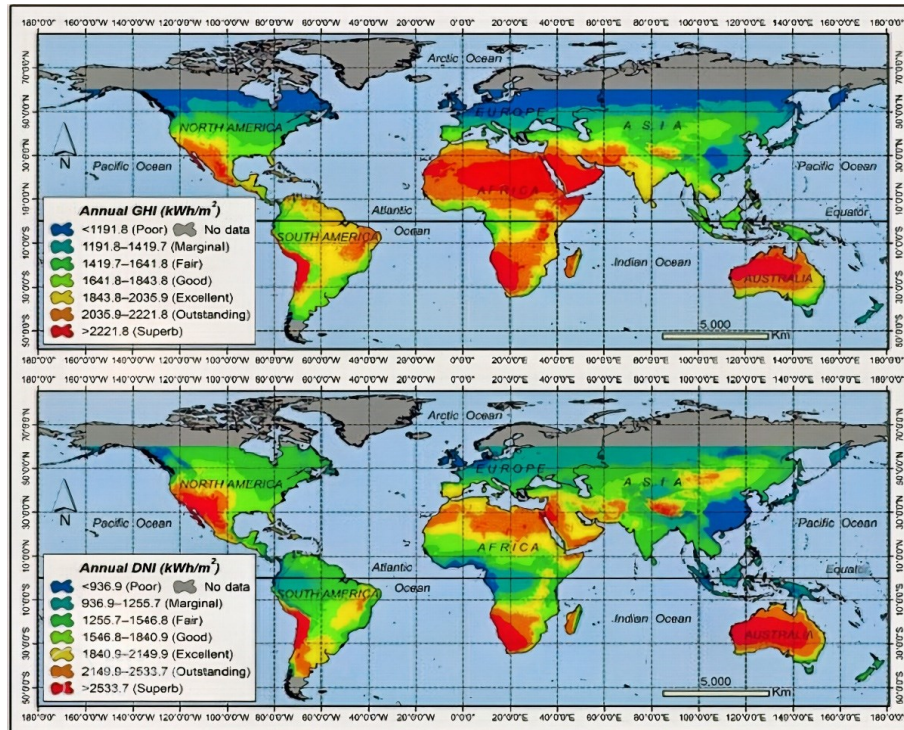 180°0'0" 160°0'0"W 140°0'0"W 120°0'0"W 100°0'0"W 80°0'0"W 60°0'0"W 40°0'0"W 20°0'0"W 0°0'0" 20°0'0"E 40°0'0"E 60°0'0"E 80°0'0"E 100°0'0"E 120°0'0"E 140°0'0"E 160°0'0"E 180°0'0"
Arctic Ocean
EUROPE
NORTH AMERICA
ASIA
N
Pacific Ocean
Pacific Ocean
AFRICA
Annual GHI (kWh/m²)
<1191.8 (Poor) No data
1191.8–1419.7 (Marginal)
1419.7–1641.8 (Fair)
1641.8–1843.8 (Good)
1843.8–2035.9 (Excellent)
2035.9–2221.8 (Outstanding)
>2221.8 (Superb)
Atlantic
Ocean
Equator
SOUTH AMERICA
Indian Ocean
AUSTRALIA
5,000
Km
180°0'0" 160°0'0"W 140°0'0"W 120°0'0"W 100°0'0"W 80°0'0"W 60°0'0"W 40°0'0"W 20°0'0"W 0°0'0" 20°0'0"E 40°0'0"E 60°0'0"E 80°0'0"E 100°0'0"E 120°0'0"E 140°0'0"E 160°0'0"E 180°0'0"
Arctic Ocean
EUROPE
NORTH AMERICA
ASIA
N
Pacific Ocean
Pacific Ocean
AFRICA
Annual DNI (kWh/m²)
<936.9 (Poor) No data
936.9–1255.7 (Marginal)
1255.7–1546.8 (Fair)
1546.8–1840.9 (Good)
1840.9–2149.9 (Excellent)
2149.9–2533.7 (Outstanding)
>2533.7 (Superb)
Atlantic
Ocean
Equator
SOUTH AMERICA
Indian Ocean
AUSTRALIA
5,000
Km
180°0'0" 160°0'0"W 140°0'0"W 120°0'0"W 100°0'0"W 80°0'0"W 60°0'0"W 40°0'0"W 20°0'0"W 0°0'0" 20°0'0"E 40°0'0"E 60°0'0"E 80°0'0"E 100°0'0"E 120°0'0"E 140°0'0"E 160°0'0"E 180°0'0"